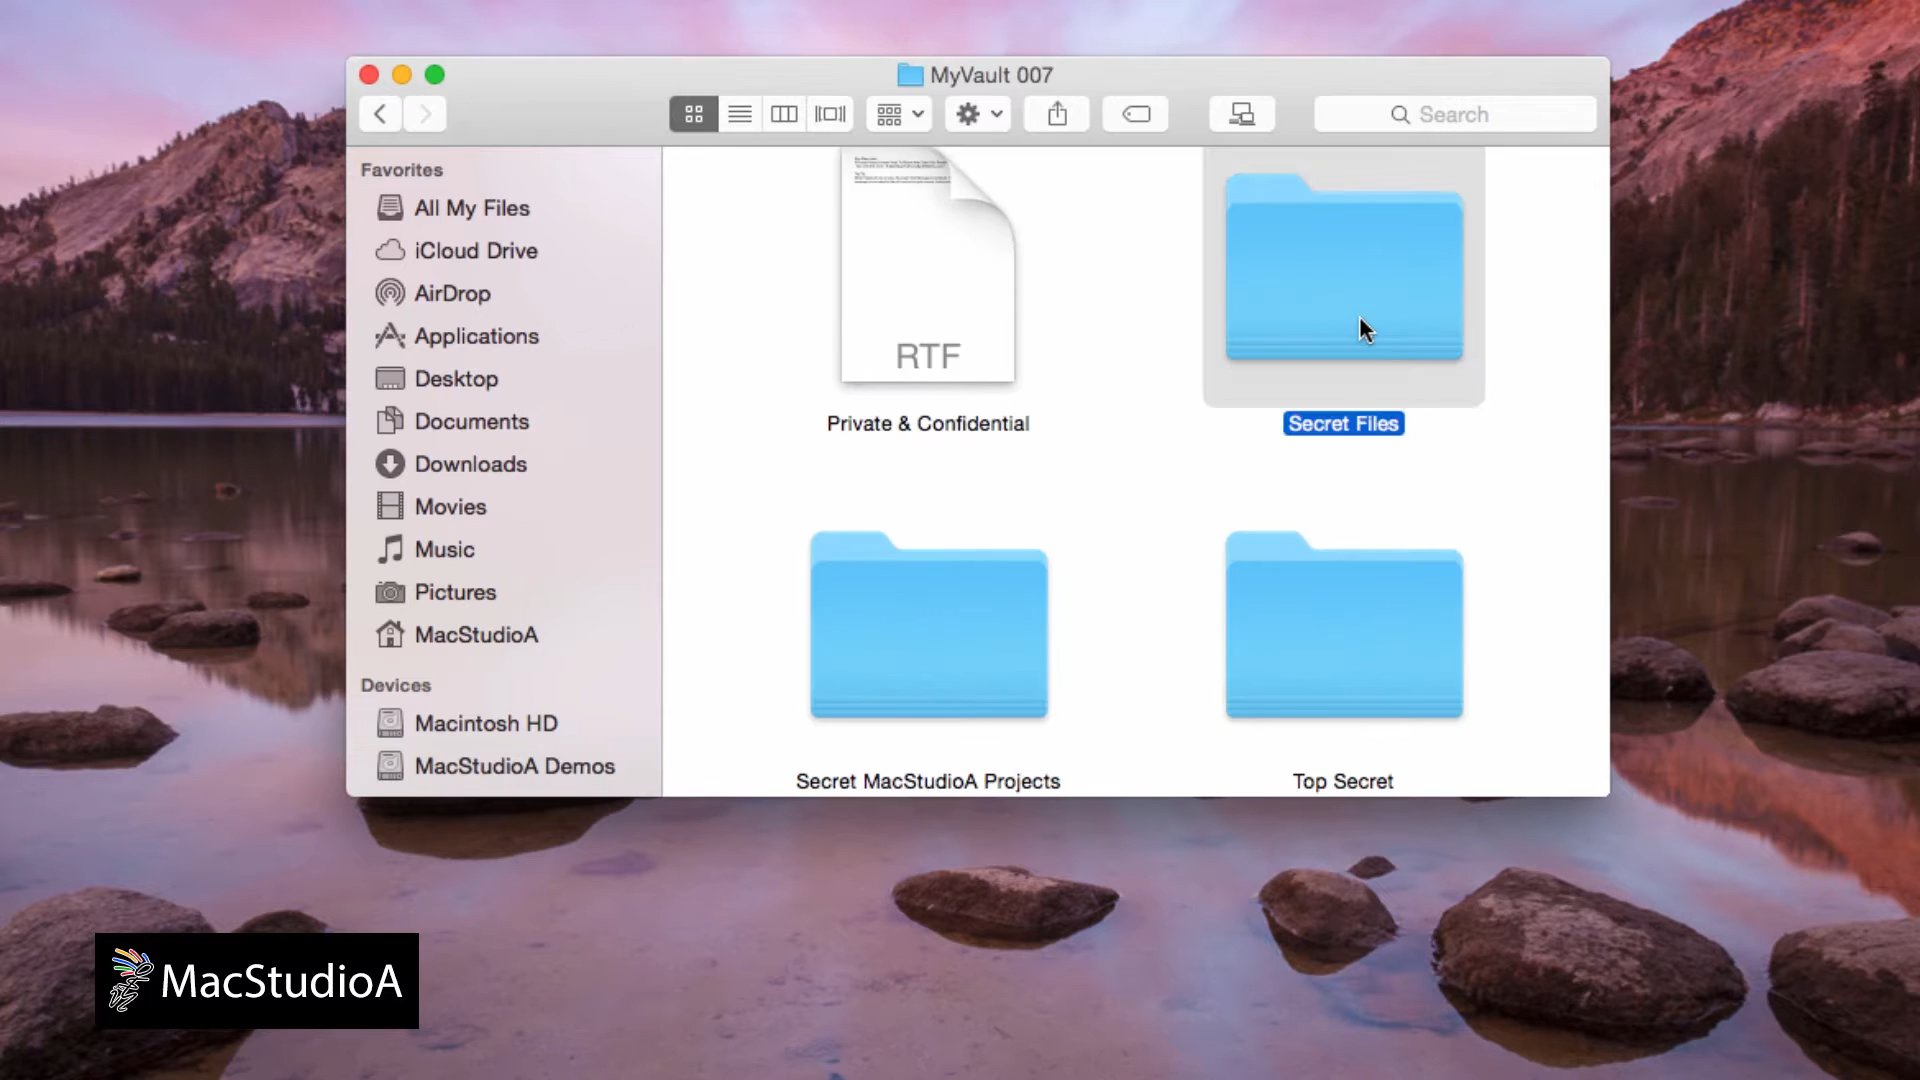 MyVault 007
Search
Favorites
All My Files
iCloud Drive
AirDrop
Applications
Desktop
Documents
Downloads
Movies
Music
Pictures
MacStudioA
Devices
Macintosh HD
MacStudioA Demos
RTF
Private & Confidential
Secret Files
Secret MacStudioA Projects
Top Secret
MacStudioA